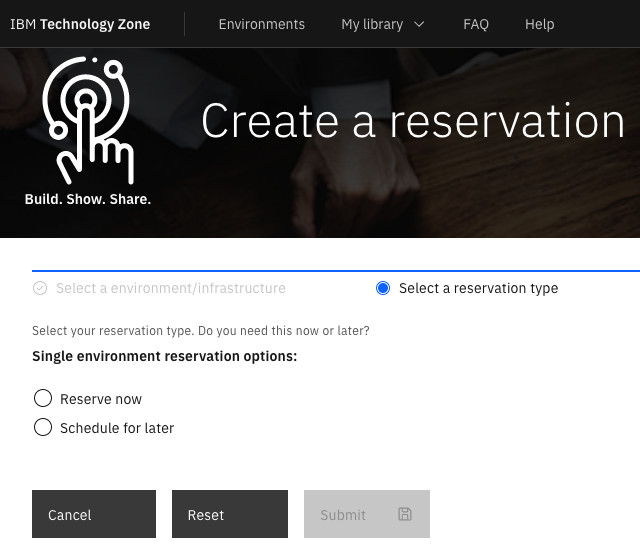 IBM Technology Zone
Environments
My library
FAQ
Help
Create a reservation
Build. Show. Share.
Select a environment/infrastructure
Select a reservation type
Select your reservation type. Do you need this now or later?
Single environment reservation options:
Reserve now
Schedule for later
Cancel
Reset
Submit